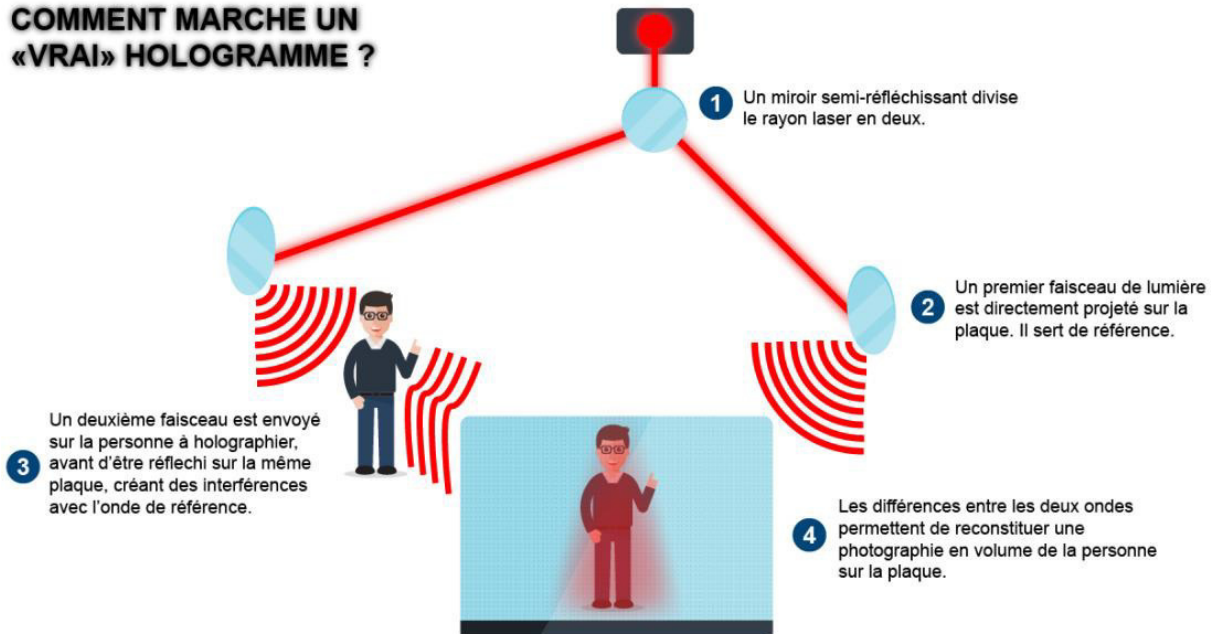 COMMENT MARCHE UN
«VRAI» HOLOGRAMME ?
1
Un miroir semi-réfléchissant divise
le rayon laser en deux.
2
Un premier faisceau de lumière
est directement projeté sur la
plaque. Il sert de référence.
3
Un deuxième faisceau est envoyé
sur la personne à holographier,
avant d'être réflechi sur la même
plaque, créant des interférences
avec l'onde de référence.
4
Les différences entre les deux ondes
permettent de reconstituer une
photographie en volume de la personne
sur la plaque.